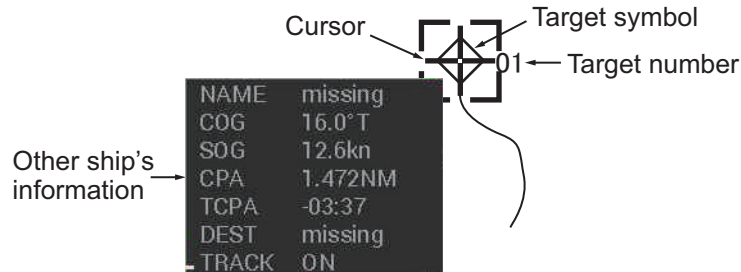 Target symbol
Cursor
01
Target number
NAME missing
COG 16.0°T
SOG 12.6kn
CPA 1.472NM
TCPA -03:37
DEST missing
TRACK ON
Other ship's
information